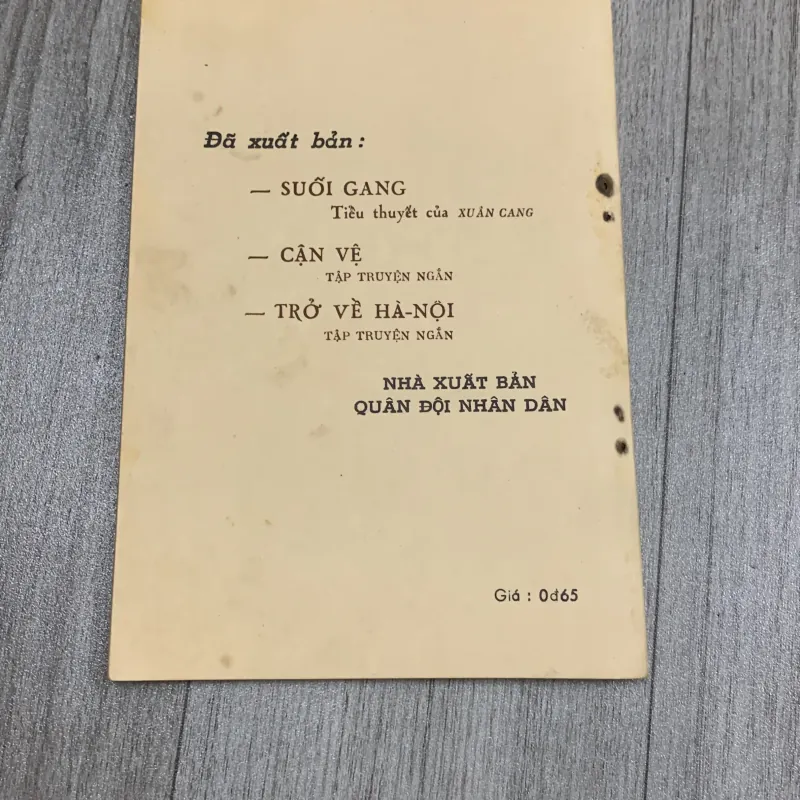 Đã xuất bản :
— SUỐI GANG
Tiều thuyết của XUÂN CANG
— CẬN VỆ
TẬP TRUYỆN NGẮN
— TRỞ VỀ HÀ-NỘI
TẬP TRUYỆN NGẮN
NHÀ XUẤT BẢN
QUÂN ĐỘI NHÂN DÂN
Giá : 0đ65